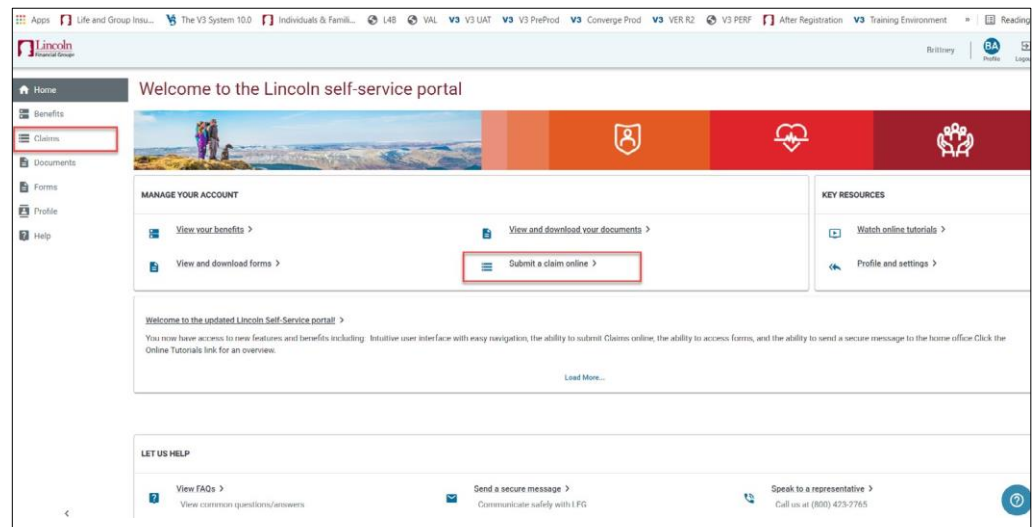 Apps Life and Group Insu... The V3 System 10.0 Individuals & Famili... L4B VAL V3 V3 UAT V3 V3 PreProd V3 Converge Prod V3 VER R2 V3 PERF After Registration V3 Training Environment » Reading
Lincoln
Financial Group®
Brittney
BA
Profile
Home
Welcome to the Lincoln self-service portal
Benefits
Claims
Documents
Forms
Profile
Help
MANAGE YOUR ACCOUNT
View your benefits >
View and download your documents >
View and download forms >
Submit a claim online >
KEY RESOURCES
Watch online tutorials >
Profile and settings >
Welcome to the updated Lincoln Self-Service portal! >
You now have access to new features and benefits including: Intuitive user interface with easy navigation, the ability to submit Claims online, the ability to access forms, and the ability to send a secure message to the home office Click the
Online Tutorials link for an overview.
Load More...
LET US HELP
View FAQs >
View common questions/answers
Send a secure message >
Communicate safely with LFG
Speak to a representative >
Call us at (800) 423-2765
<